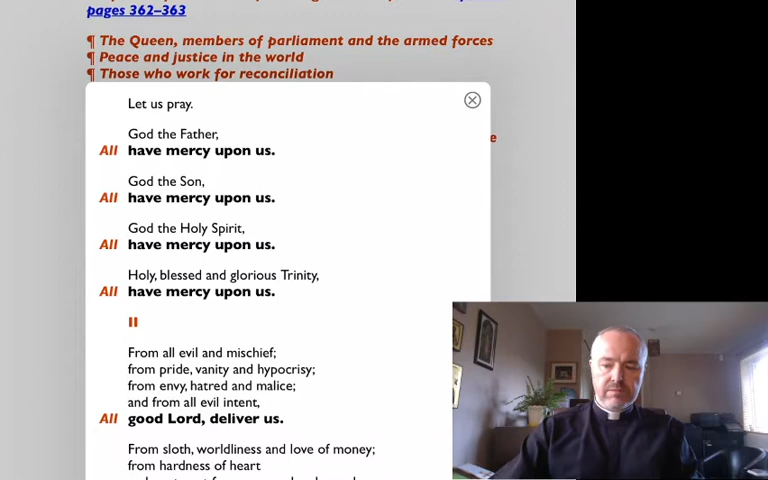 pages 362–363
¶ The Queen, members of parliament and the armed forces
¶ Peace and justice in the world
¶ Those who work for reconciliation
Let us pray.
God the Father,
All have mercy upon us.
God the Son,
All have mercy upon us.
God the Holy Spirit,
All have mercy upon us.
Holy, blessed and glorious Trinity,
All have mercy upon us.
II
From all evil and mischief;
from pride, vanity and hypocrisy;
from envy, hatred and malice;
and from all evil intent,
All good Lord, deliver us.
From sloth, worldliness and love of money;
from hardness of heart